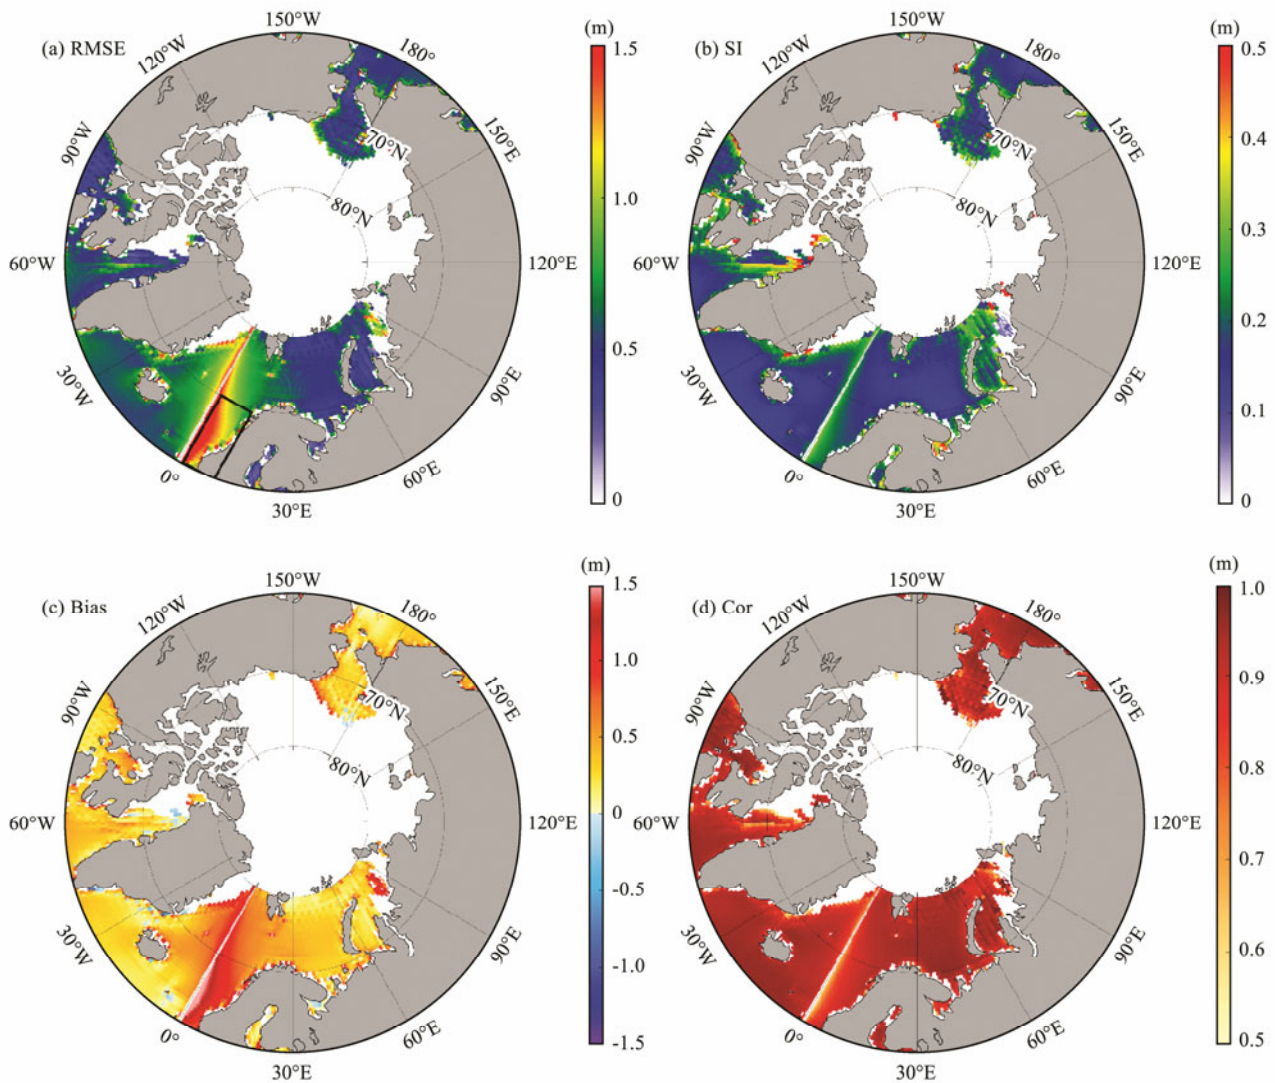 (a) RMSE
150°W
180°
150°E
120°E
90°E
60°E
30°E
0°
30°W
60°W
90°W
120°W
70°N
80°N
(m)
1.5
1.0
0.5
0
(b) SI
150°W
180°
150°E
120°E
90°E
60°E
30°E
0°
30°W
60°W
90°W
120°W
70°N
80°N
(m)
0.5
0.4
0.3
0.2
0.1
0
(c) Bias
150°W
180°
150°E
120°E
90°E
60°E
30°E
0°
30°W
60°W
90°W
120°W
70°N
80°N
(m)
1.5
1.0
0.5
0
-0.5
-1.0
-1.5
(d) Cor
150°W
180°
150°E
120°E
90°E
60°E
30°E
0°
30°W
60°W
90°W
120°W
70°N
80°N
(m)
1.0
0.9
0.8
0.7
0.6
0.5